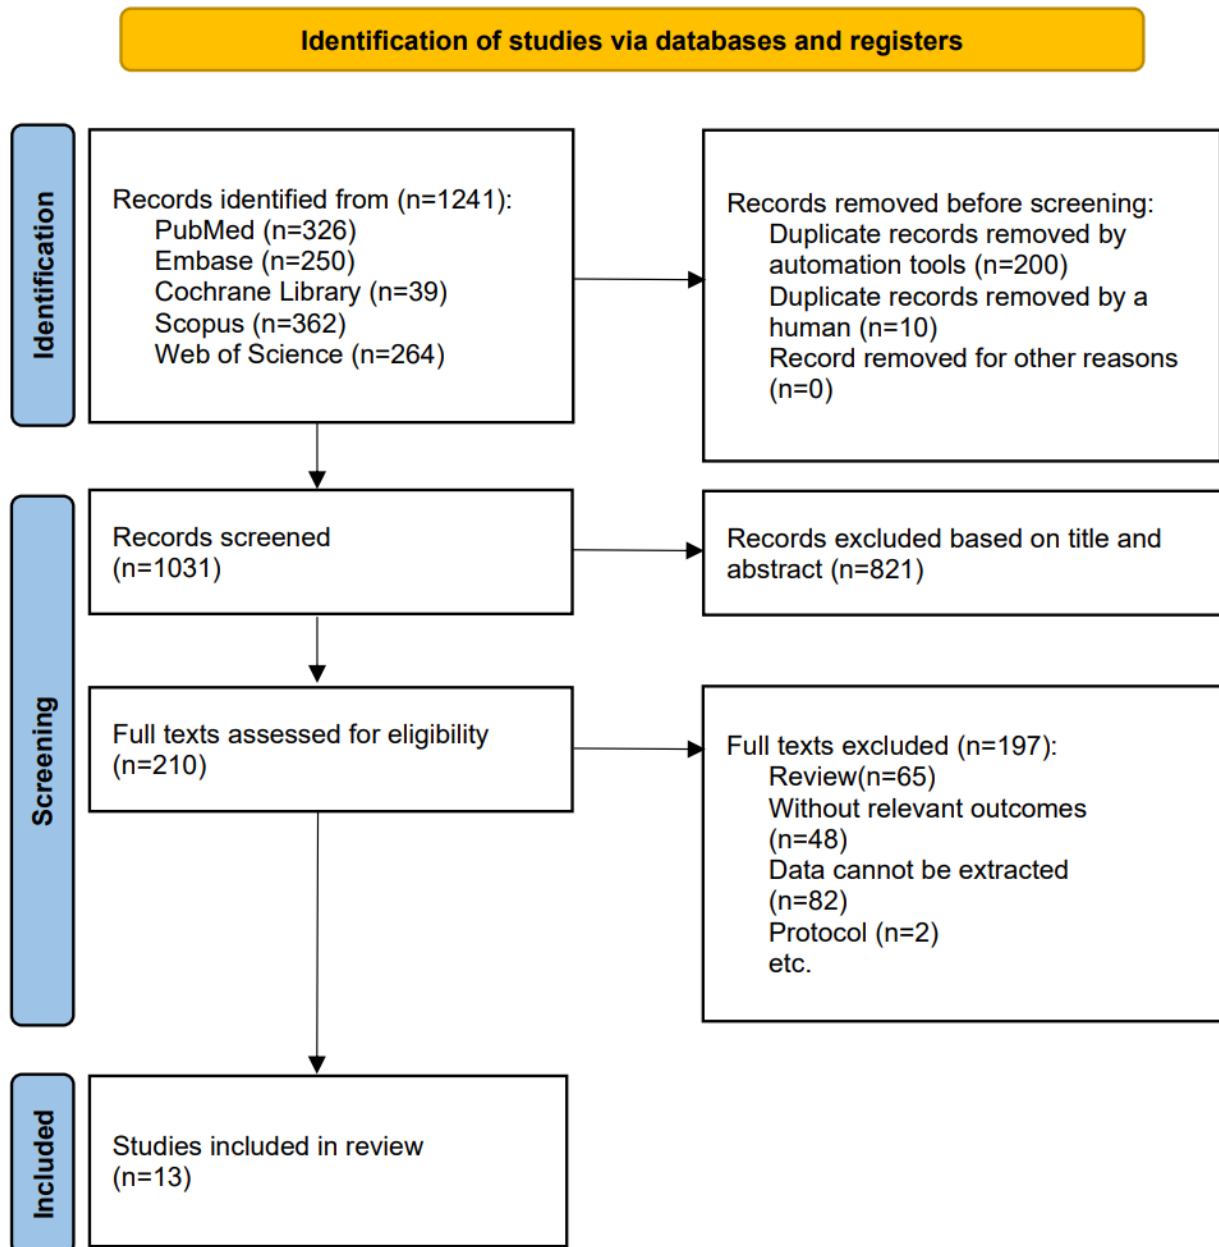 Identification of studies via databases and registers
Identification
Records identified from (n=1241):
PubMed (n=326)
Embase (n=250)
Cochrane Library (n=39)
Scopus (n=362)
Web of Science (n=264)
Records removed before screening:
Duplicate records removed by
automation tools (n=200)
Duplicate records removed by a
human (n=10)
Record removed for other reasons
(n=0)
Screening
Records screened
(n=1031)
Records excluded based on title and
abstract (n=821)
Full texts assessed for eligibility
(n=210)
Full texts excluded (n=197):
Review(n=65)
Without relevant outcomes
(n=48)
Data cannot be extracted
(n=82)
Protocol (n=2)
etc.
Included
Studies included in review
(n=13)